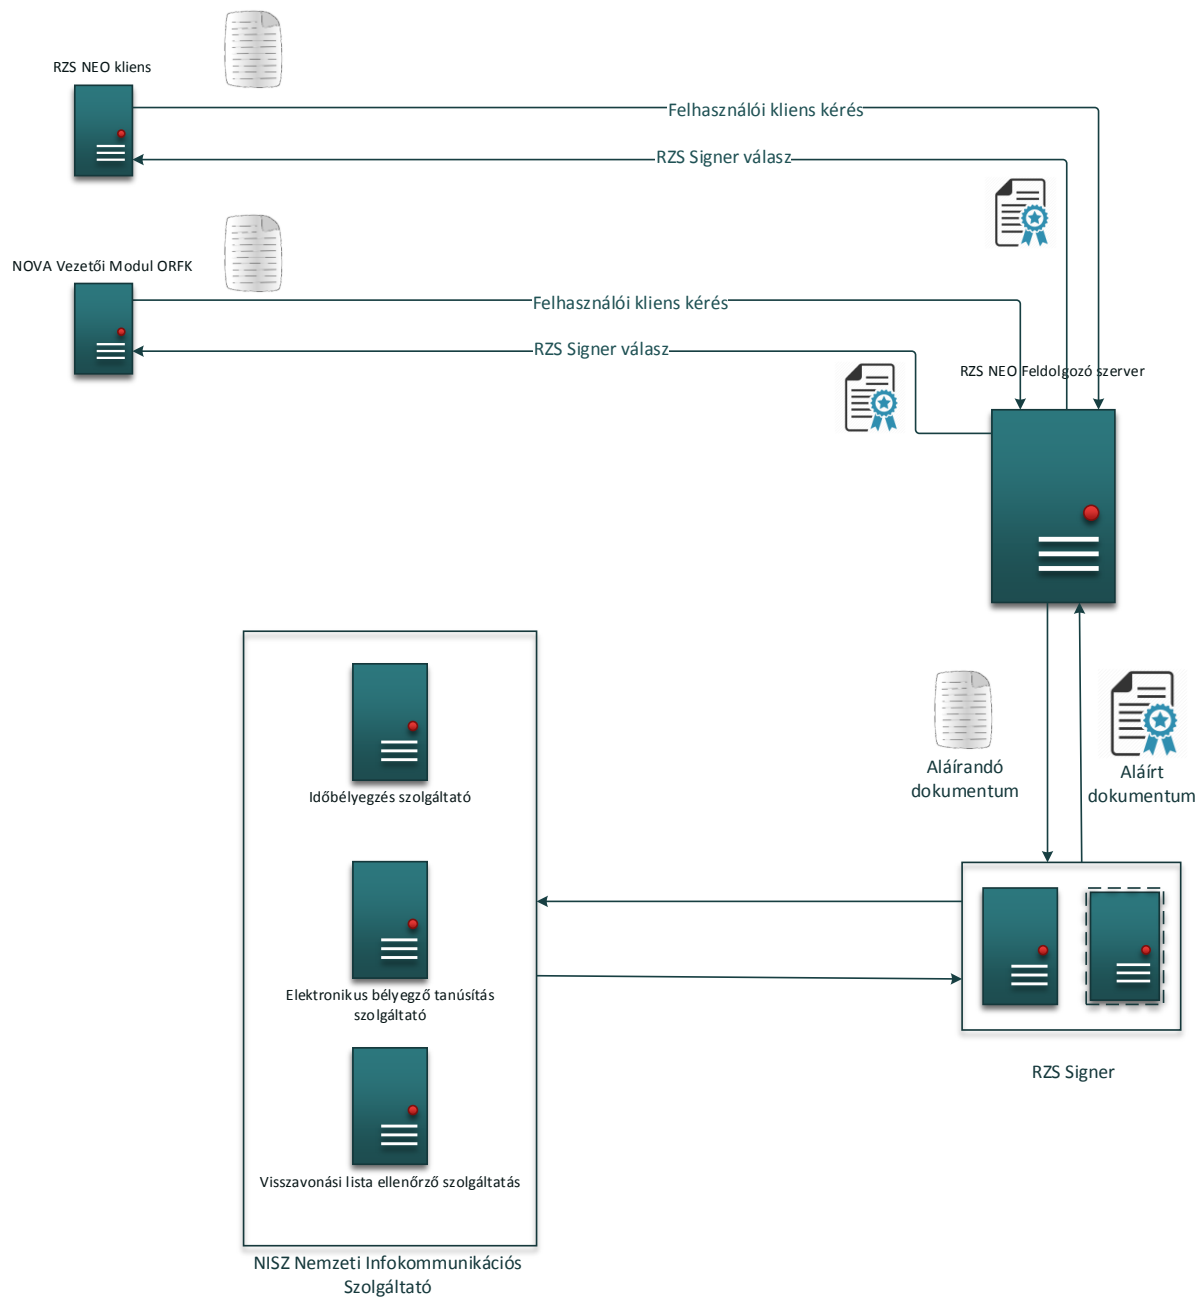 RZS NEO kliens
Felhasználói kliens kérés
RZS Signer válasz
NOVA Vezetői Modul ORFK
Felhasználói kliens kérés
RZS Signer válasz
RZS NEO Feldolgozó szerver
Aláírandó
dokumentum
Aláírt
dokumentum
Időbélyegzés szolgáltató
Elektronikus bélyegző tanúsítás
szolgáltató
Visszavonási lista ellenőrző szolgáltatás
RZS Signer
NISZ Nemzeti Infokommunikációs
Szolgáltató